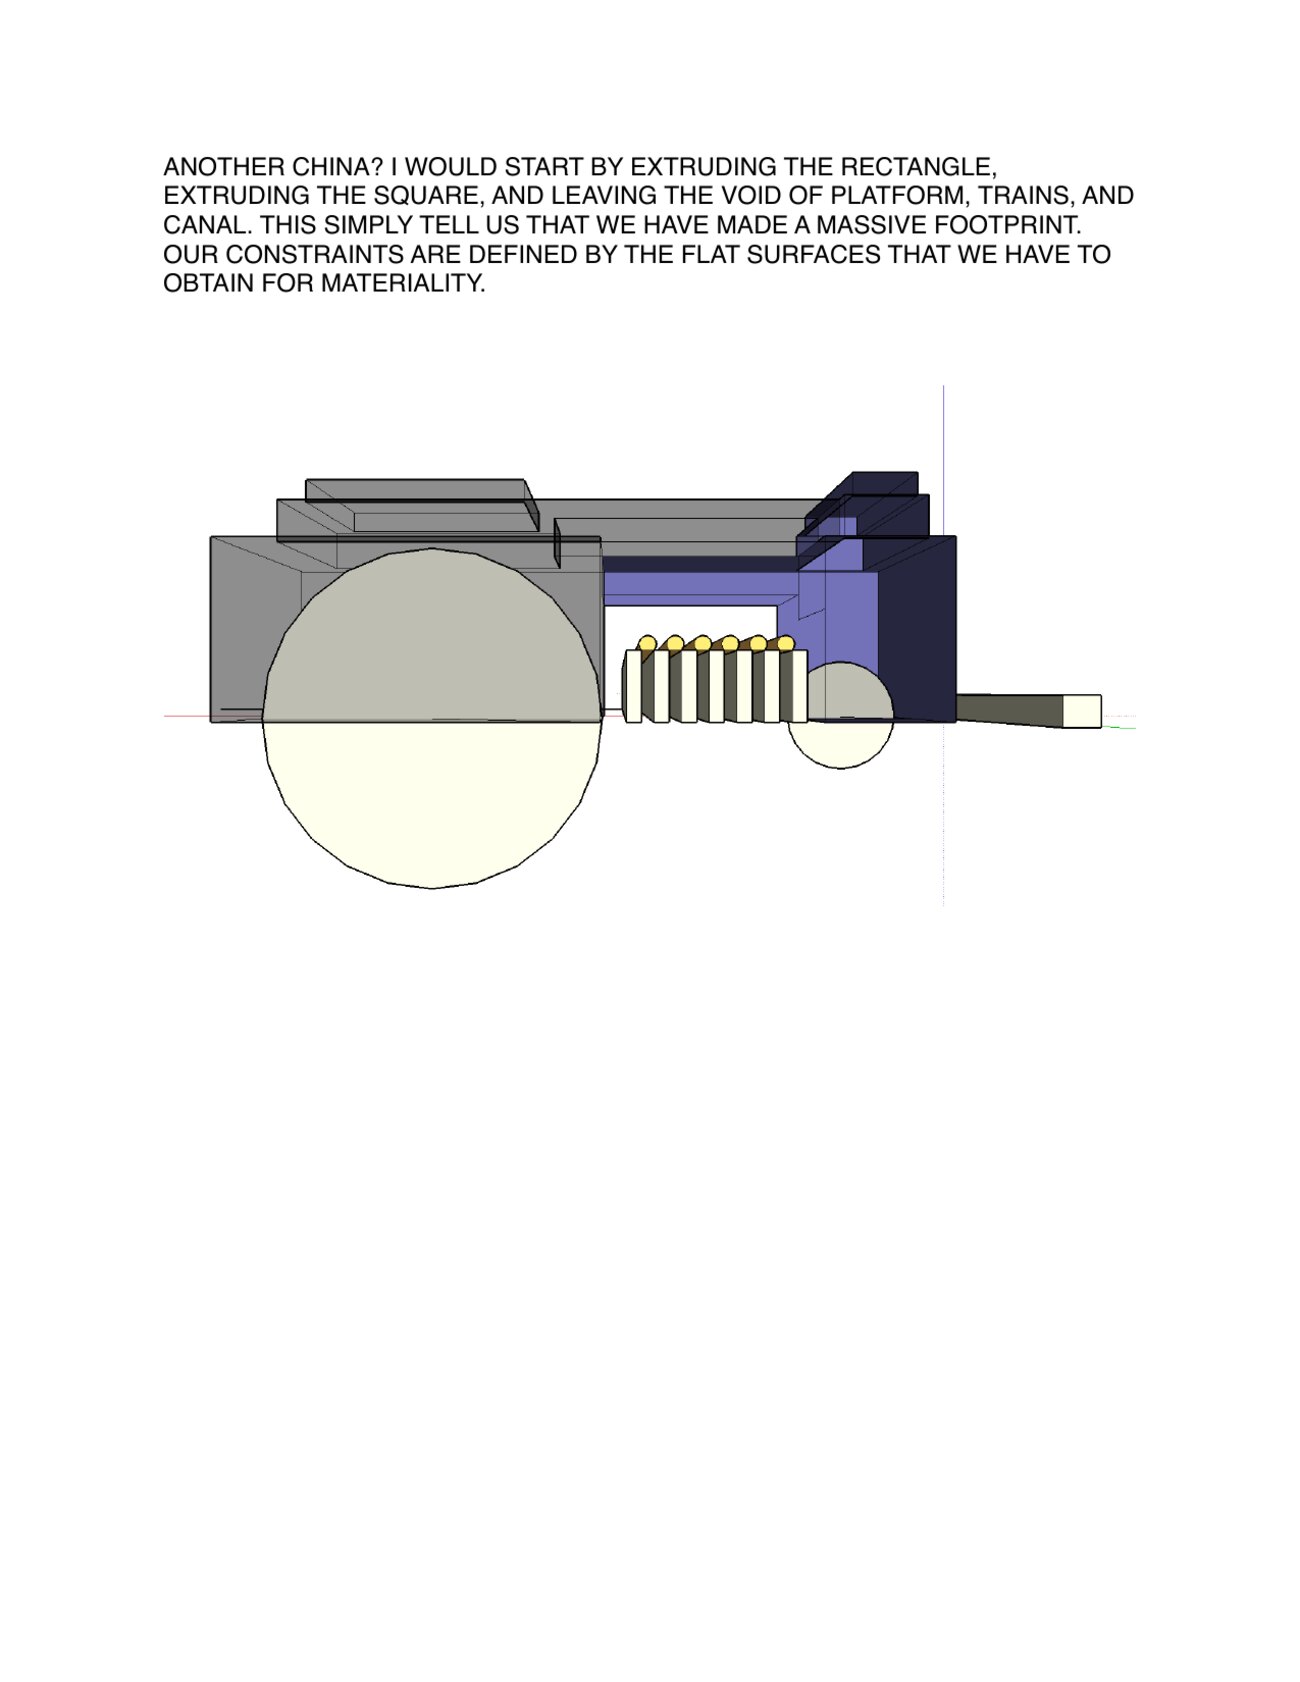 ANOTHER CHINA? I WOULD START BY EXTRUDING THE RECTANGLE,
EXTRUDING THE SQUARE, AND LEAVING THE VOID OF PLATFORM, TRAINS, AND
CANAL. THIS SIMPLY TELL US THAT WE HAVE MADE A MASSIVE FOOTPRINT.
OUR CONSTRAINTS ARE DEFINED BY THE FLAT SURFACES THAT WE HAVE TO
OBTAIN FOR MATERIALITY.